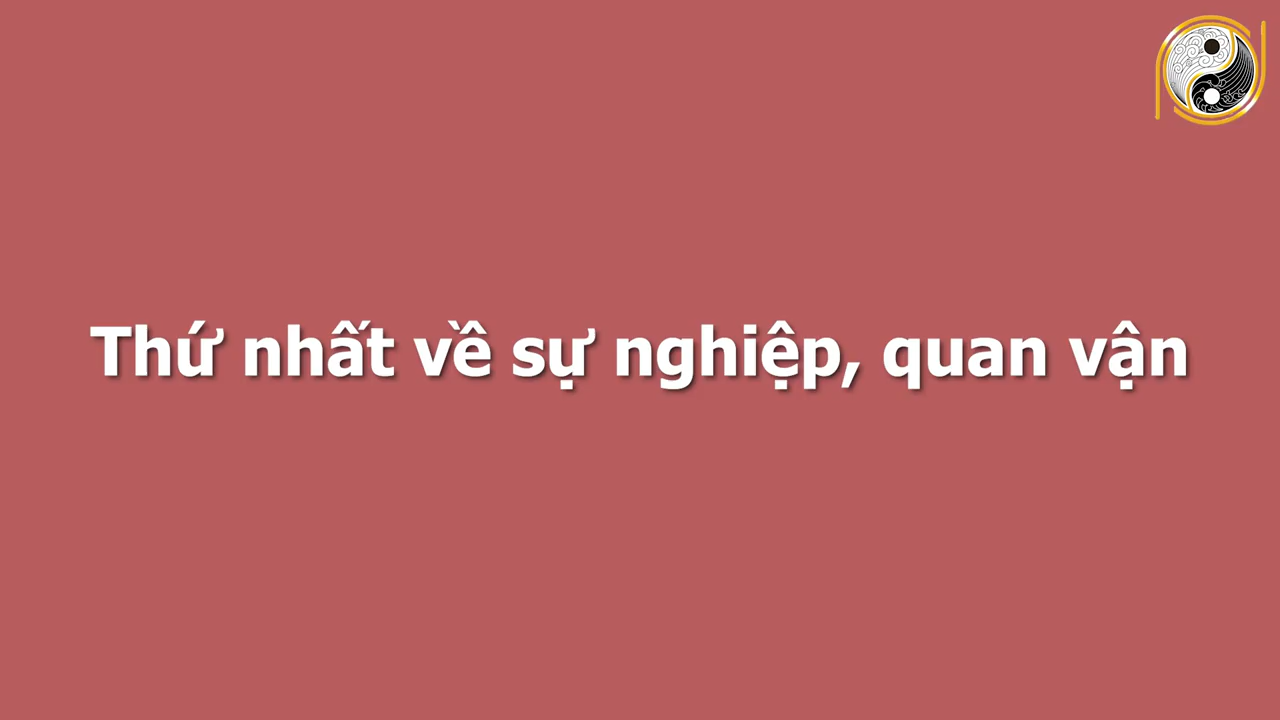 Thứ nhất về sự nghiệp, quan vận